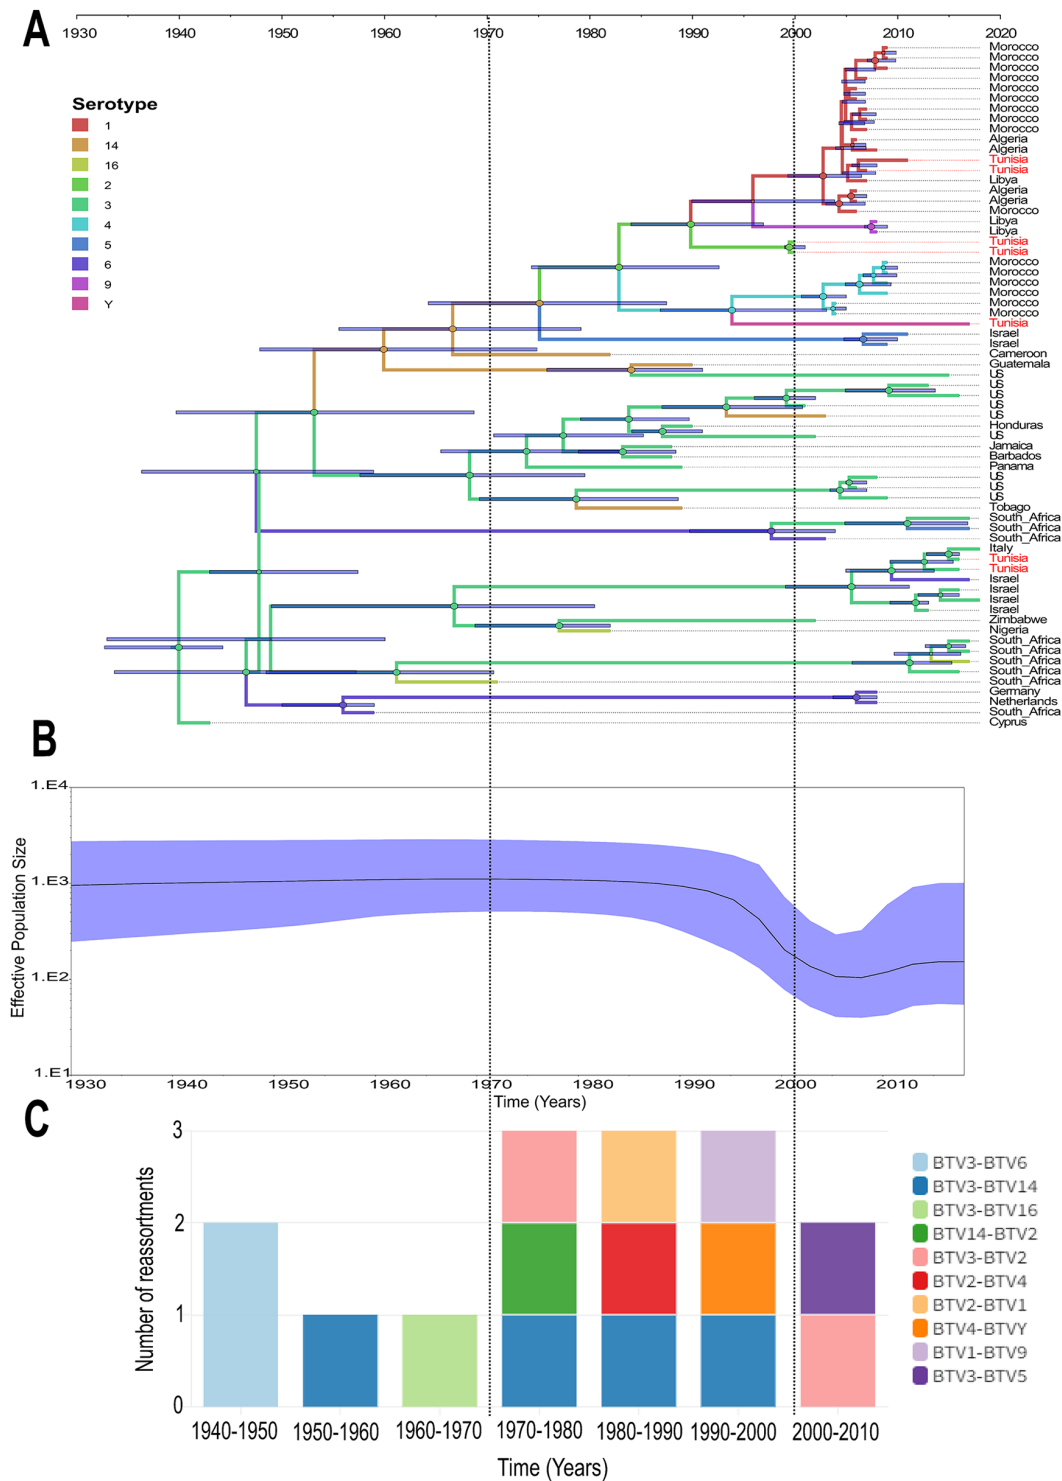 A
1930 1940 1950 1960 1970 1980 1990 2000 2010 2020
Serotype
1
14
16
2
3
4
5
6
9
Y
Morocco
Morocco
Morocco
Morocco
Morocco
Morocco
Morocco
Morocco
Morocco
Algeria
Algeria
Tunisia
Tunisia
Libya
Algeria
Algeria
Morocco
Libya
Libya
Tunisia
Tunisia
Morocco
Morocco
Morocco
Morocco
Morocco
Morocco
Tunisia
Israel
Israel
Cameroon
Guatemala
US
US
US
US
US
Honduras
US
Jamaica
Barbados
Panama
US
US
US
Tobago
South_Africa
South_Africa
South_Africa
Italy
Tunisia
Tunisia
Israel
Israel
Israel
Israel
Zimbabwe
Nigeria
South_Africa
South_Africa
South_Africa
South_Africa
South_Africa
Germany
Netherlands
South_Africa
Cyprus
B
Effective Population Size
1.E4
1.E3
1.E2
1.E1
1930 1940 1950 1960 1970 1980 1990 2000 2010
Time (Years)
C
Number of reassortments
3
2
1
0
1940-1950 1950-1960 1960-1970 1970-1980 1980-1990 1990-2000 2000-2010
Time (Years)
BTV3-BTV6
BTV3-BTV14
BTV3-BTV16
BTV14-BTV2
BTV3-BTV2
BTV2-BTV4
BTV2-BTV1
BTV4-BTVY
BTV1-BTV9
BTV3-BTV5